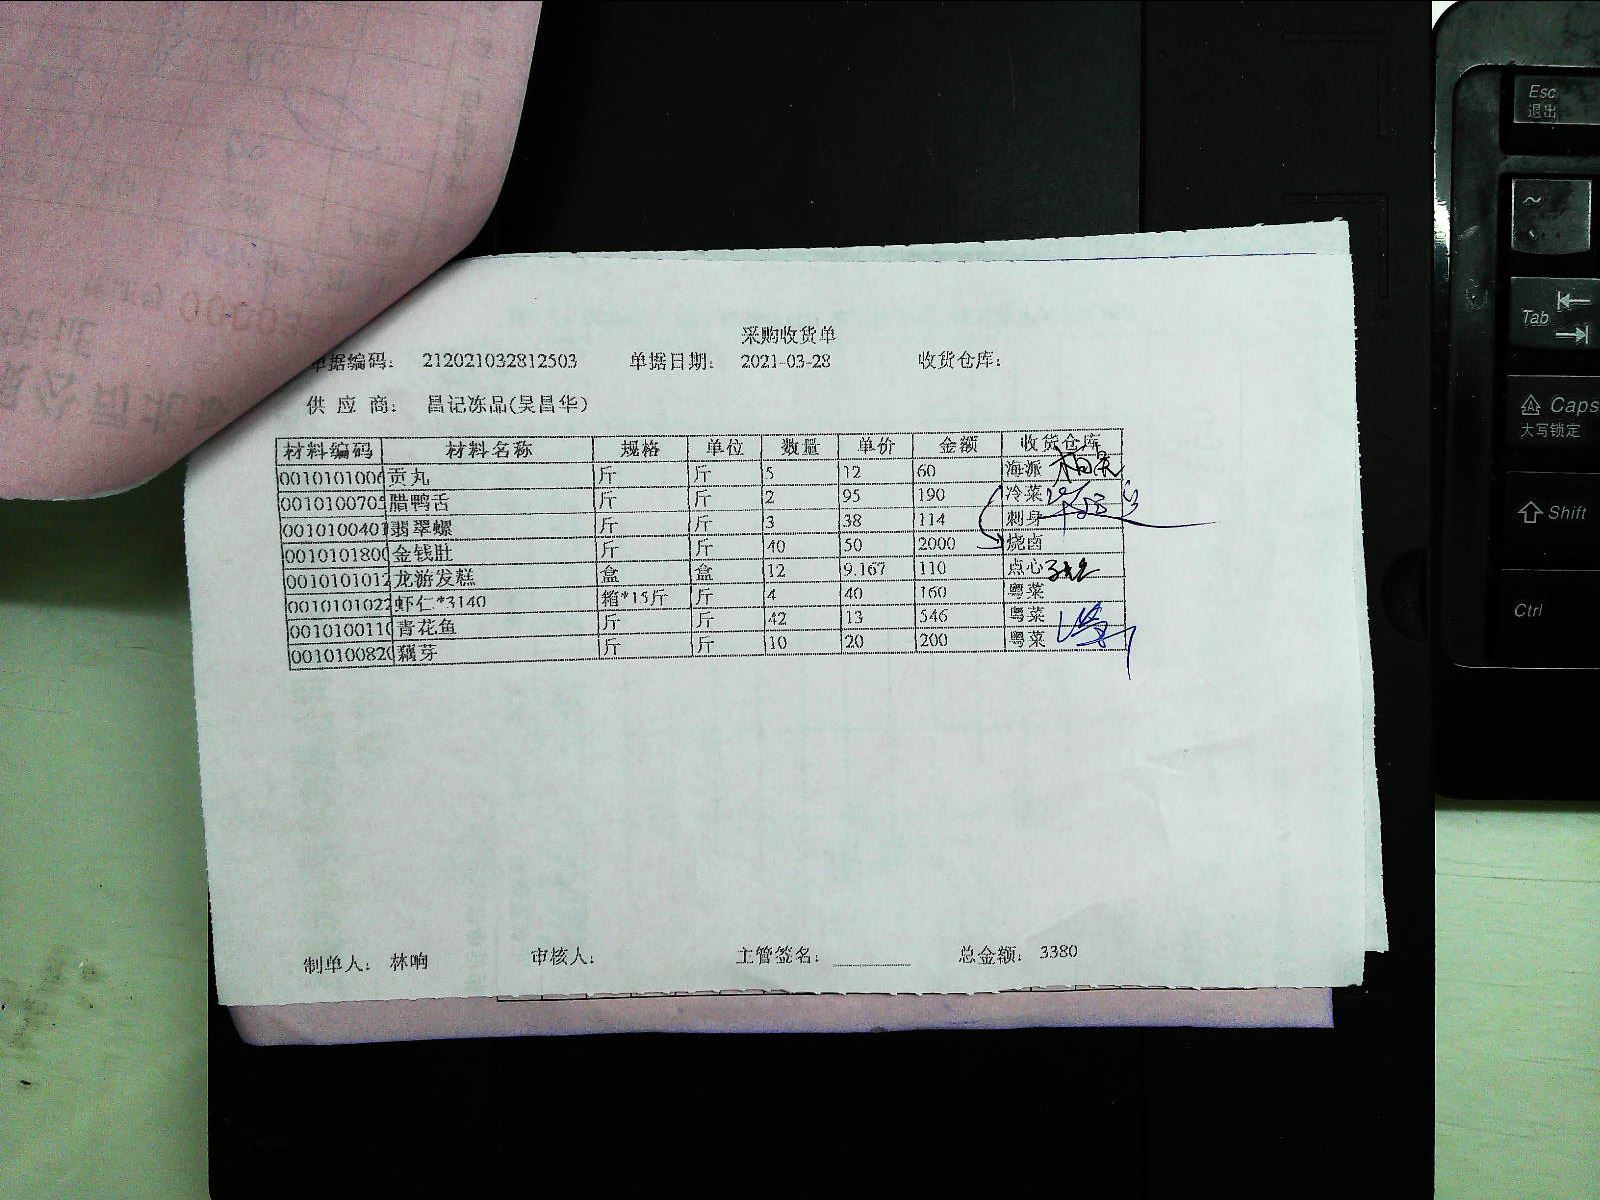 采购收货单
单据编码: 212021032812503 单据日期: 2021-03-28 收货仓库:
供 应 商: 昌记冻品(吴昌华)
材料编码 材料名称 规格 单位 数量 单价 金额 收货仓库
0010101006 贡丸 斤 斤 5 12 60 海派
001010070 腊鸭舌 斤 斤 2 95 190 冷菜
001010040 翡翠螺 斤 斤 3 38 114 刺身
001010180 金钱肚 斤 斤 40 50 2000 烧卤
001010101 龙游发糕 盒 盒 12 9.167 110 点心
001010102 虾仁*3140 箱*15斤 斤 4 40 160 粤菜
001010011 青花鱼 斤 斤 42 13 546 粤菜
001010082 藕芽 斤 斤 10 20 200 粤菜
制单人: 林响 审核人: 主管签名: 总金额: 3380
Esc
退出
~
Tab
Caps
大写锁定
Shift
Ctrl